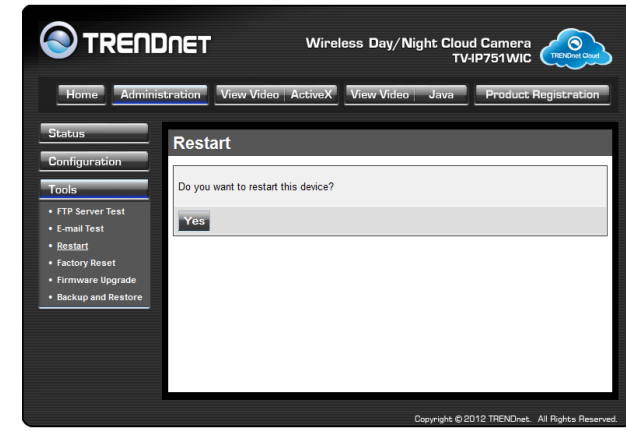 TRENDnet
Wireless Day/Night Cloud Camera
TV-IP751WIC
TRENDnet Cloud
Home Administration View Video ActiveX View Video Java Product Registration
Status
Configuration
Tools
• FTP Server Test
• E-mail Test
• Restart
• Factory Reset
• Firmware Upgrade
• Backup and Restore
Restart
Do you want to restart this device?
Yes
Copyright © 2012 TRENDnet. All Rights Reserved.